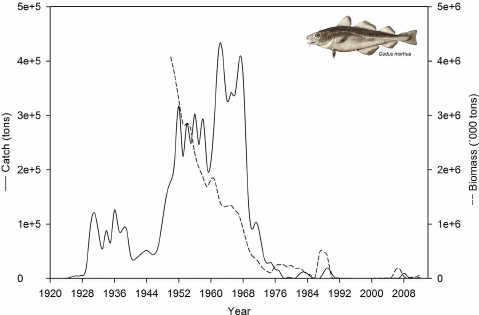 5e+5
4e+5
3e+5
2e+5
1e+5
0
Catch (tons)
5e+6
4e+6
3e+6
2e+6
1e+6
0
Biomass (´000 tons)
Gadus morhua
1920 1928 1936 1944 1952 1960 1968 1976 1984 1992 2000 2008
Year